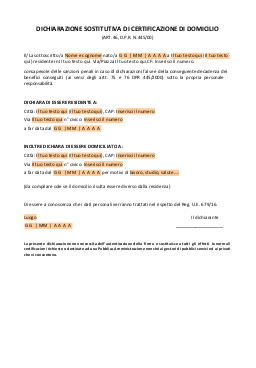 DICHIARAZIONE SOSTITUTIVA DI CERTIFICAZIONE DI DOMICILIO
(ART. 46, D.P.R. N. 445/00)
Il/La sottoscritto/a Nome e cognome nato/a G G | M M | A A A A a Il tuo testo qui (Il tuo testo
qui) residente in Il tuo testo qui Via/Piazza Il tuo testo qui C.F. Inserisci il numero
consapevole delle sanzioni penali in caso di dichiarazioni false e della conseguente decadenza dei
benefici conseguiti (ai sensi degli artt. 75 e 76 DPR 445/2000) sotto la propria personale
responsabilità.
DICHIARA DI ESSERE RESIDENTE A:
Città: Il tuo testo qui (Il tuo testo qui), CAP: Inserisci il numero
Via Il tuo testo qui n° civico Inserisci il numero
a far data dal G G | M M | A A A A
INOLTRE DICHIARA DI ESSERE DOMICILIATO A:
Città: Il tuo testo qui (Il tuo testo qui), CAP: Inserisci il numero
Via Il tuo testo qui n° civico Inserisci il numero
a far data dal G G | M M | A A A A per motivi di lavoro, studio, salute....
(da compilare solo se il domicilio risulta essere diverso dalla residenza)
Di essere a conoscenza che i dati personali verranno trattati nel rispetto del Reg. U.E. 679/16.
Luogo Il dichiarante
G G | M M | A A A A
La presente dichiarazione non necessita dell'autenticazione della firma e sostituisce a tutti gli effetti le normali
certificazioni richieste o destinate ad una Pubblica Amministrazione nonché ai gestori di pubblici servizi e ai privati
che vi consentono.